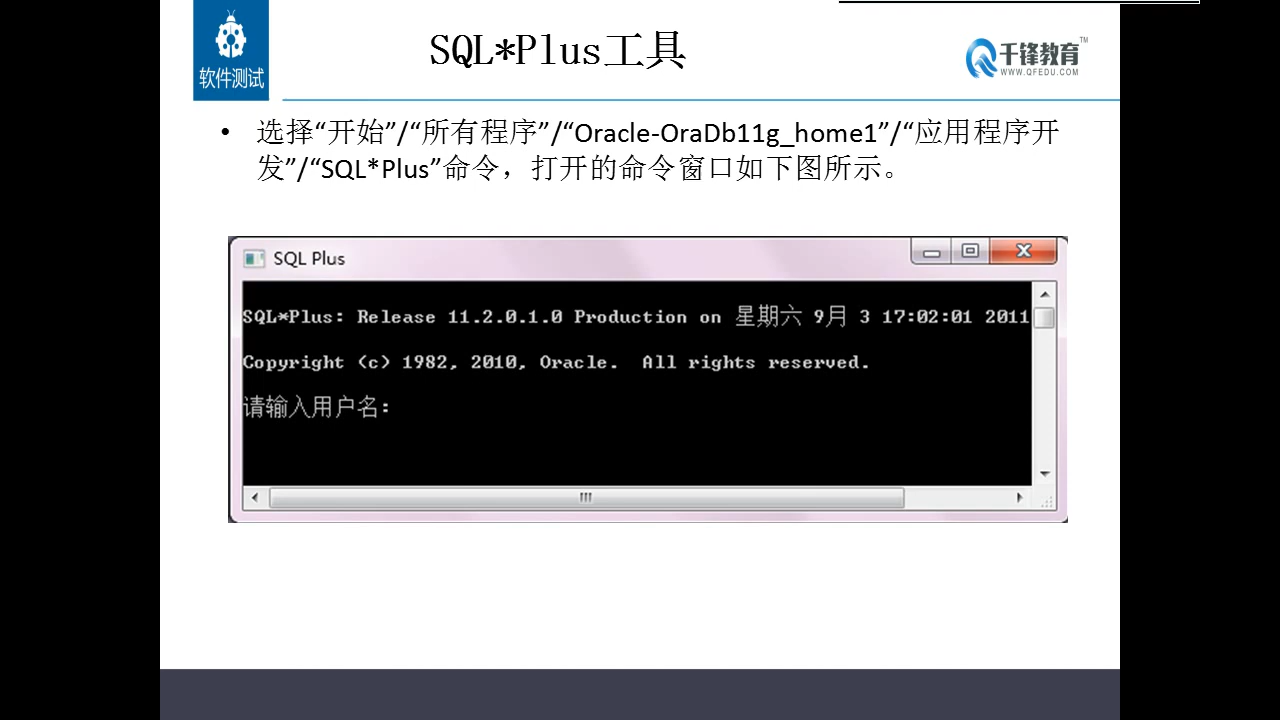 软件测试
SQL*Plus工具
千锋教育 TM
WWW.QFEDU.COM
• 选择“开始”/“所有程序”/“Oracle-OraDb11g_home1”/“应用程序开
发”/“SQL*Plus”命令，打开的命令窗口如下图所示。
SQL Plus
SQL*Plus: Release 11.2.0.1.0 Production on 星期六 9月 3 17:02:01 2011
Copyright (c) 1982, 2010, Oracle.  All rights reserved.
请输入用户名: